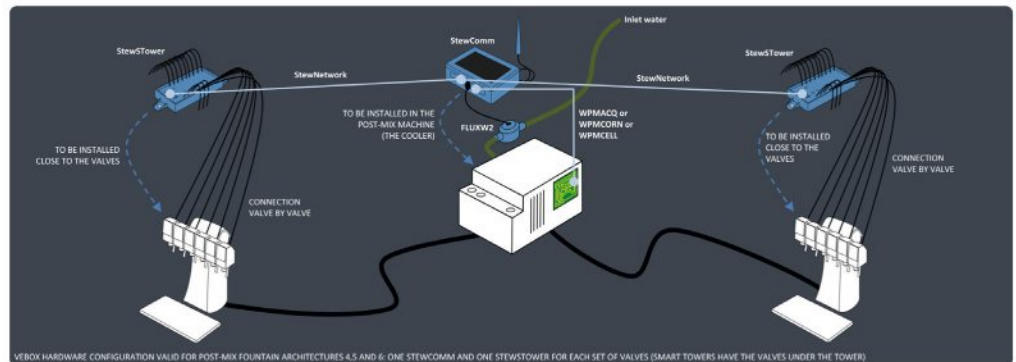 Inlet water
StewComm
StewSTower
StewSTower
StewNetwork
StewNetwork
TO BE INSTALLED IN THE
POST-MIX MACHINE
(THE COOLER)
FLUXW2
WPMACQ or
WPMCORN or
WPMCELL
TO BE INSTALLED
CLOSE TO THE VALVES
TO BE INSTALLED
CLOSE TO THE
VALVES
CONNECTION
VALVE BY VALVE
CONNECTION
VALVE BY VALVE
VEBOX HARDWARE CONFIGURATION VALID FOR POST-MIX FOUNTAIN ARCHITECTURES 4,5 AND 6: ONE STEWCOMM AND ONE STEWSTOWER FOR EACH SET OF VALVES (SMART TOWERS HAVE THE VALVES UNDER THE TOWER)